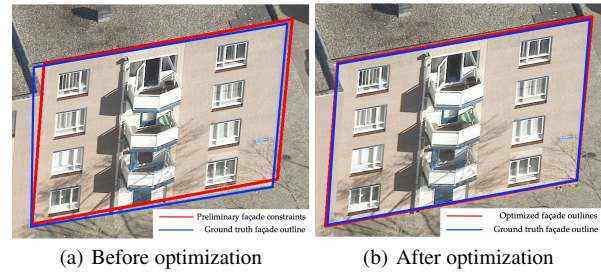 Preliminary façade constraints
Ground truth façade outline
Optimized façade outlines
Ground truth façade outline
(a) Before optimization
(b) After optimization